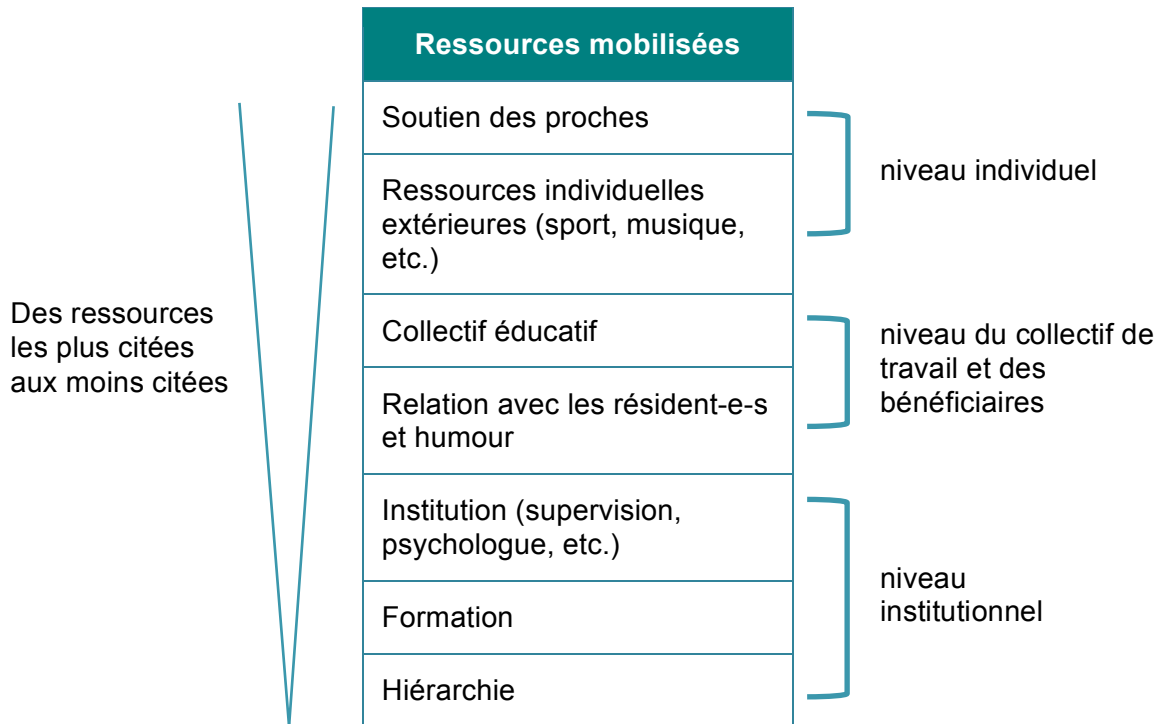 Ressources mobilisées
Soutien des proches
Ressources individuelles
extérieures (sport, musique,
etc.)
Collectif éducatif
Relation avec les résident-e-s
et humour
Institution (supervision,
psychologue, etc.)
Formation
Hiérarchie
Des ressources
les plus citées
aux moins citées
niveau individuel
niveau du collectif de
travail et des
bénéficiaires
niveau
institutionnel